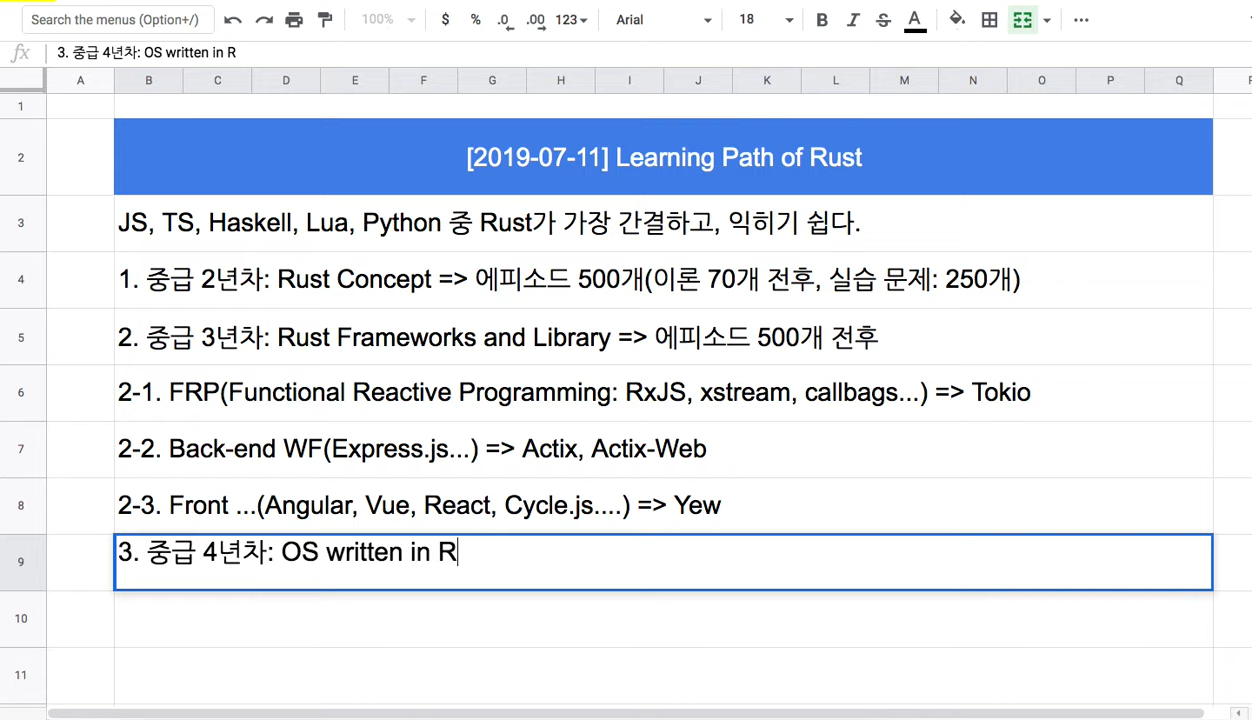 Search the menus (Option+/)
100%
$ % .0 .00 123
Arial
18
B I S A
fx 3. 중급 4년차: OS written in R
A B C D E F G H I J K L M N O P Q
1
2 [2019-07-11] Learning Path of Rust
3 JS, TS, Haskell, Lua, Python 중 Rust가 가장 간결하고, 익히기 쉽다.
4 1. 중급 2년차: Rust Concept => 에피소드 500개(이론 70개 전후, 실습 문제: 250개)
5 2. 중급 3년차: Rust Frameworks and Library => 에피소드 500개 전후
6 2-1. FRP(Functional Reactive Programming: RxJS, xstream, callbags...) => Tokio
7 2-2. Back-end WF(Express.js...) => Actix, Actix-Web
8 2-3. Front ...(Angular, Vue, React, Cycle.js....) => Yew
9 3. 중급 4년차: OS written in R
10
11